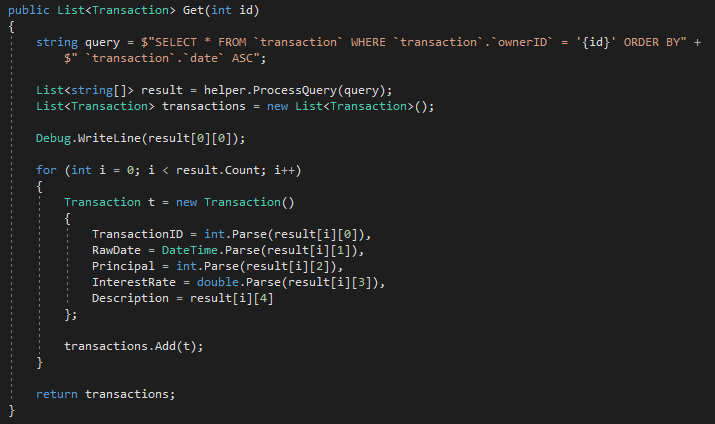 public List<Transaction> Get(int id)
{
    string query = $"SELECT * FROM `transaction` WHERE `transaction`.`ownerID` = '{id}' ORDER BY" +
        $" `transaction`.`date` ASC";

    List<string[]> result = helper.ProcessQuery(query);
    List<Transaction> transactions = new List<Transaction>();

    Debug.WriteLine(result[0][0]);

    for (int i = 0; i < result.Count; i++)
    {
        Transaction t = new Transaction()
        {
            TransactionID = int.Parse(result[i][0]),
            RawDate = DateTime.Parse(result[i][1]),
            Principal = int.Parse(result[i][2]),
            InterestRate = double.Parse(result[i][3]),
            Description = result[i][4]
        };

        transactions.Add(t);
    }

    return transactions;
}